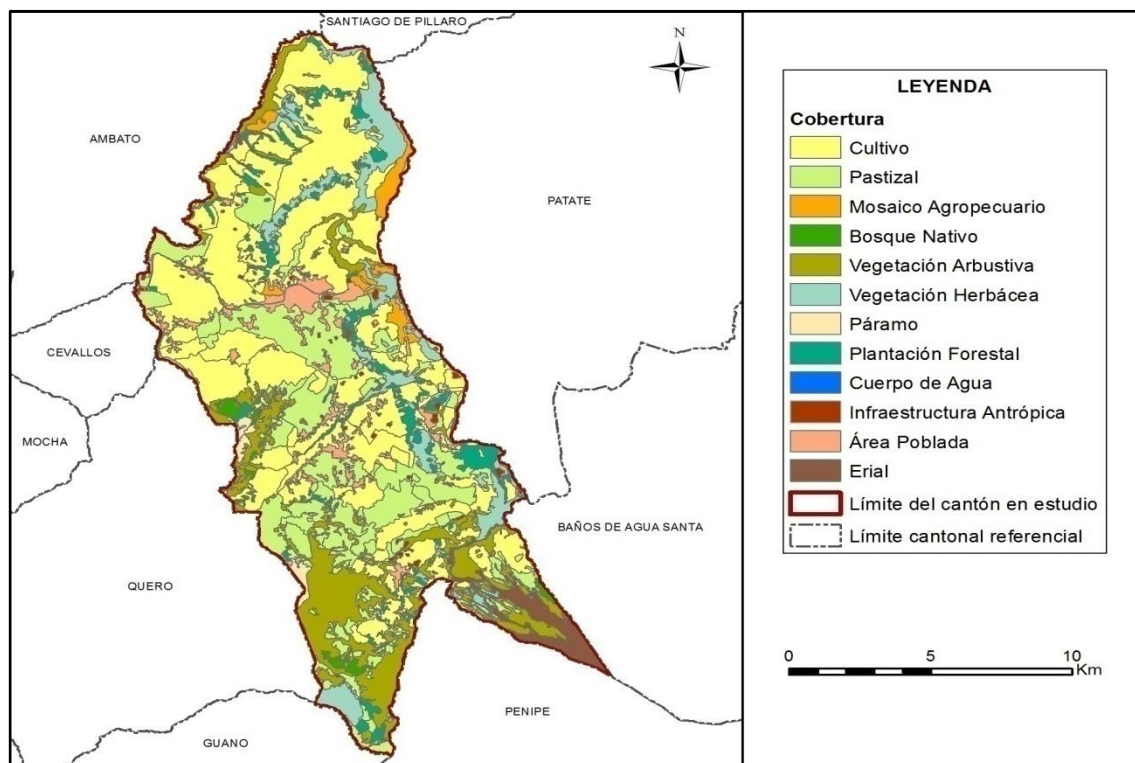 SANTIAGO DE PILLARO
N
AMBATO
PATATE
CEVALLOS
MOCHA
BAÑOS DE AGUA SANTA
QUERO
PENIPE
GUANO
LEYENDA
Cobertura
Cultivo
Pastizal
Mosaico Agropecuario
Bosque Nativo
Vegetación Arbustiva
Vegetación Herbácea
Páramo
Plantación Forestal
Cuerpo de Agua
Infraestructura Antrópica
Área Poblada
Erial
Límite del cantón en estudio
Límite cantonal referencial
0 5 10
Km